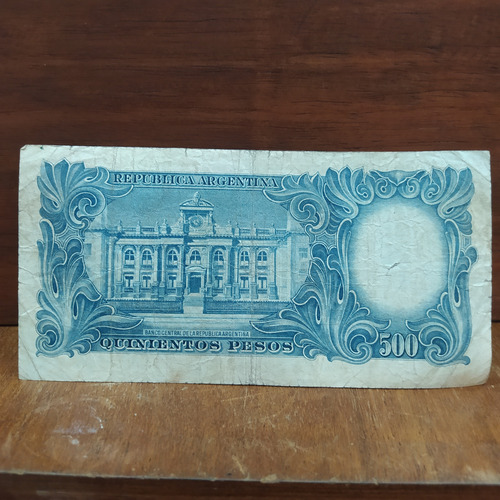 REPUBLICA ARGENTINA
BANCO CENTRAL DE LA REPUBLICA ARGENTINA
QUINIENTOS PESOS
500